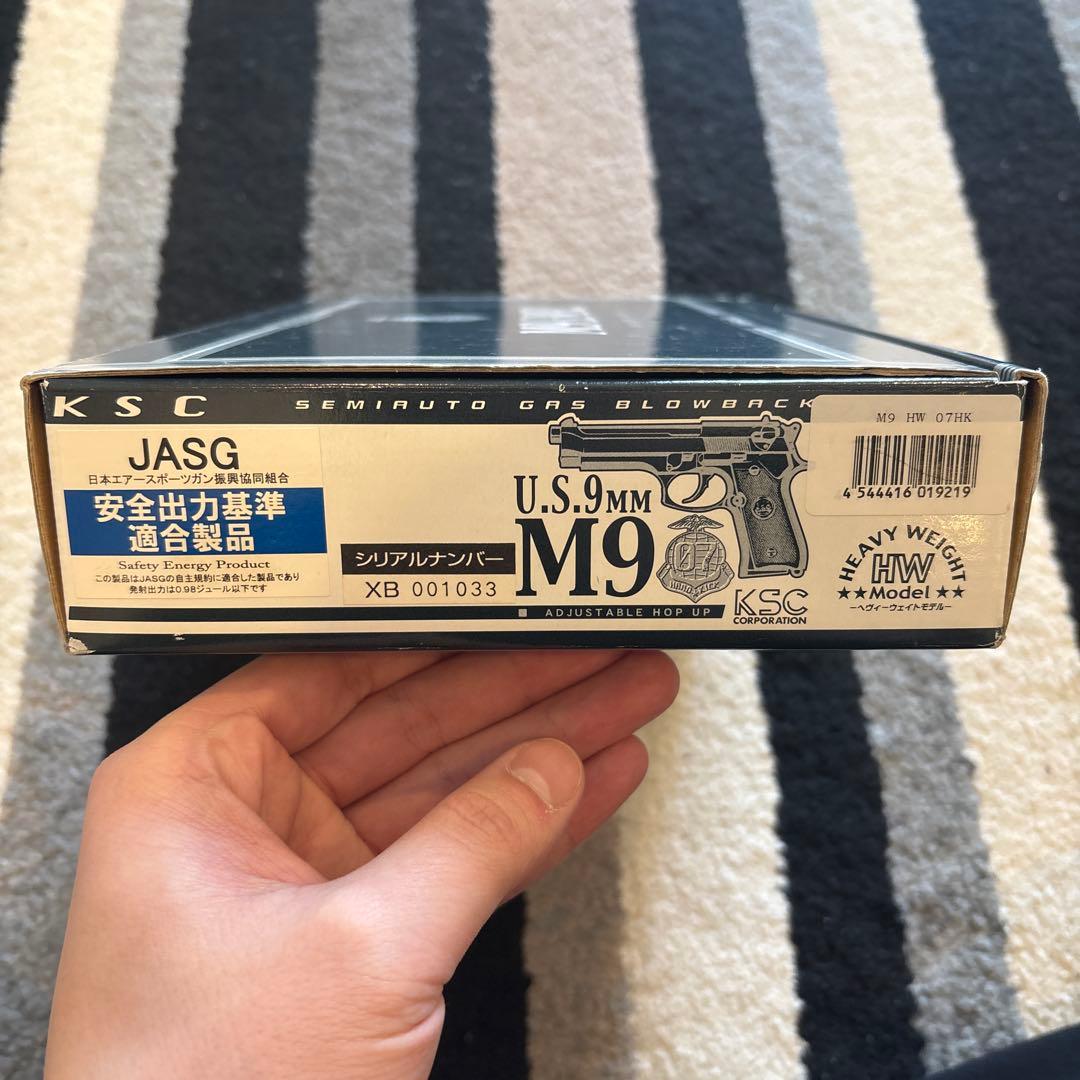 KSC SEMIAUTO GAS BLOWBACK
JASG
日本エアースポーツガン振興協同組合
安全出力基準
適合製品
Safety Energy Product
この製品はJASGの自主規約に適合した製品であり
発射出力は0.98ジュール以下です
シリアルナンバー
XB 001033
U.S.9MM
M9
07
HARD KICK
ADJUSTABLE HOP UP
KSC
CORPORATION
M9 HW 07HK
4 544416 019219
HEAVY WEIGHT
HW
★★Model★★
－ヘヴィーウェイトモデル－